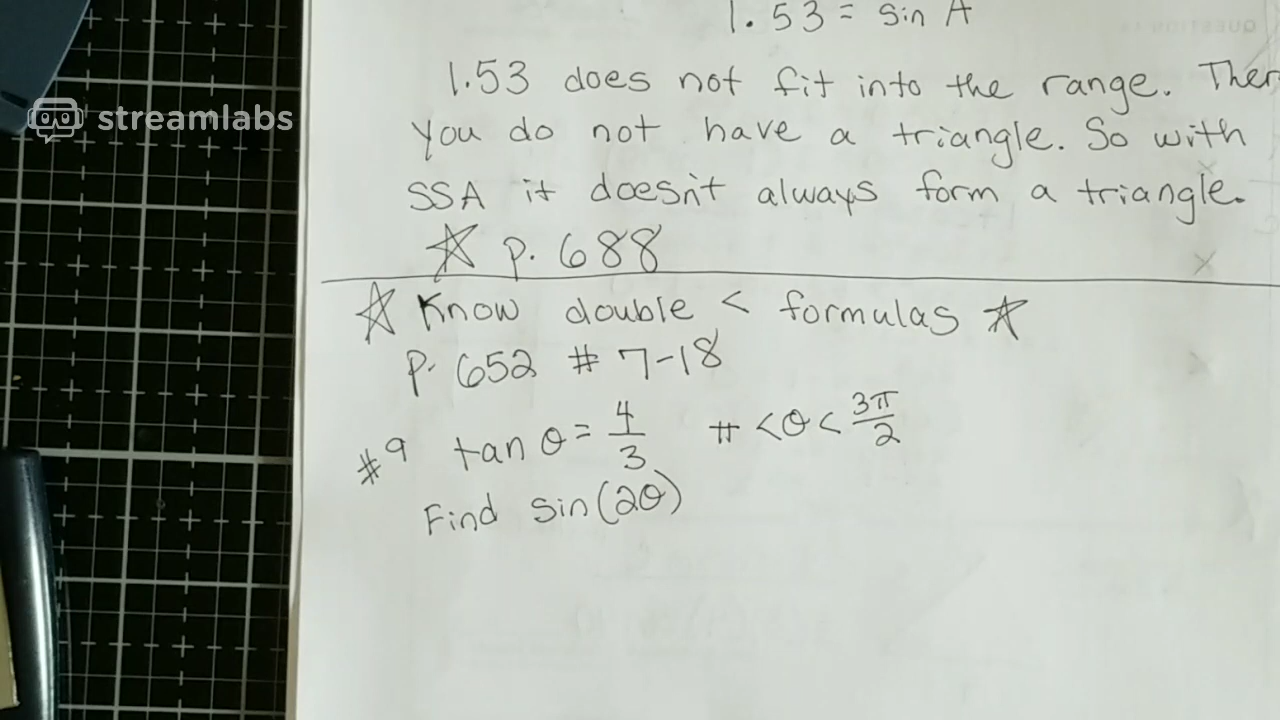 1.53 = sin A
1.53 does not fit into the range. Ther
streamlabs
you do not have a triangle. So with
SSA it doesn't always form a triangle.
☆ p. 688
☆ Know double < formulas ☆
p. 652 # 7-18
#9 tan θ = 4/3 π < θ < 3π/2
Find sin(2θ)